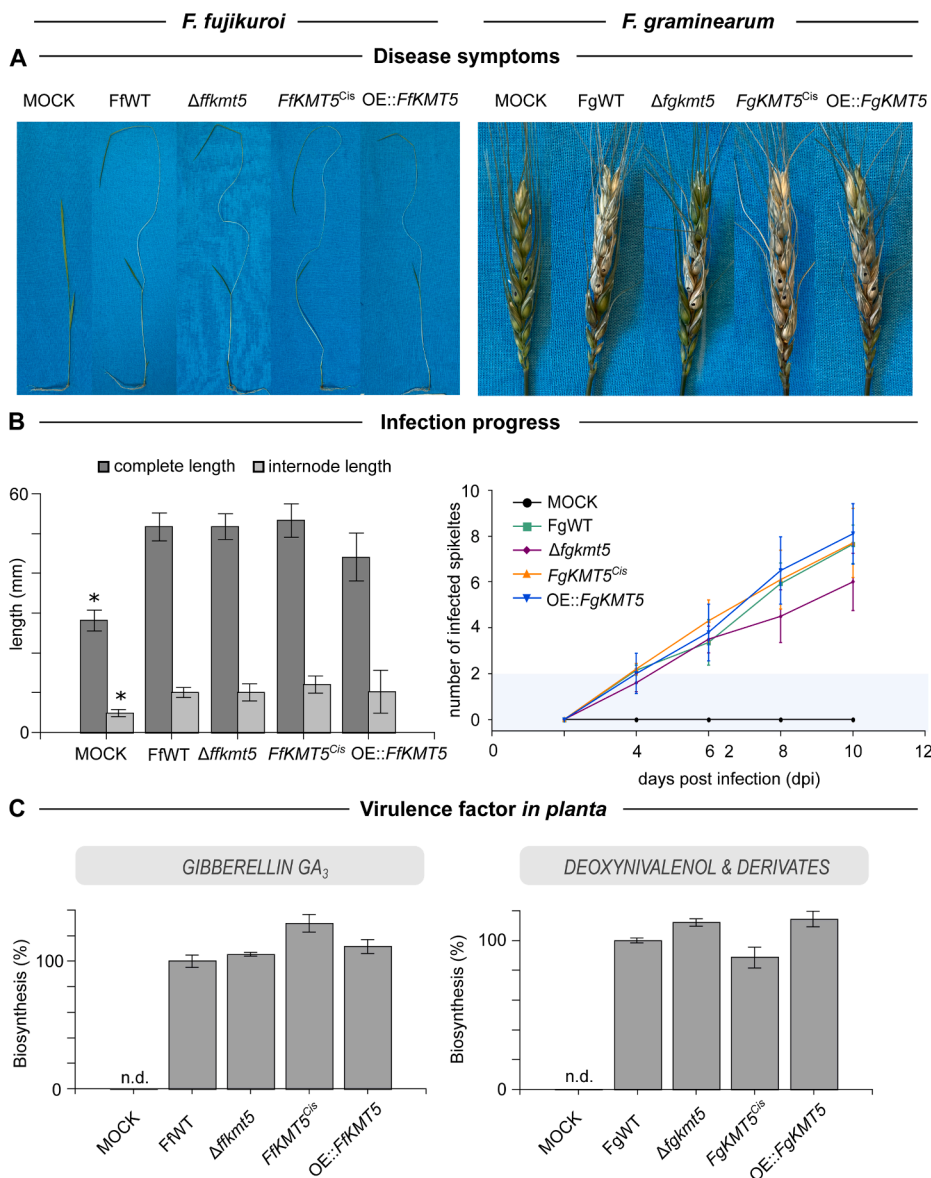 F. fujikuroi F. graminearum
A Disease symptoms
MOCK FfWT Δffkmt5 FfKMT5Cis OE::FfKMT5 MOCK FgWT Δfgkmt5 FgKMT5Cis OE::FgKMT5
B Infection progress
complete length internode length
60
0
length (mm)
* *
MOCK FfWT Δffkmt5 FfKMT5Cis OE::FfKMT5
10
8
6
4
2
0
number of infected spikeltes
MOCK
FgWT
Δfgkmt5
FgKMT5Cis
OE::FgKMT5
0 4 6 2 8 10 12
days post infection (dpi)
C Virulence factor in planta
GIBBERELLIN GA3
100
0
Biosynthesis (%)
n.d.
MOCK FfWT Δffkmt5 FfKMT5Cis OE::FfKMT5
DEOXYNIVALENOL & DERIVATES
100
0
Biosynthesis (%)
n.d.
MOCK FgWT Δfgkmt5 FgKMT5Cis OE::FgKMT5